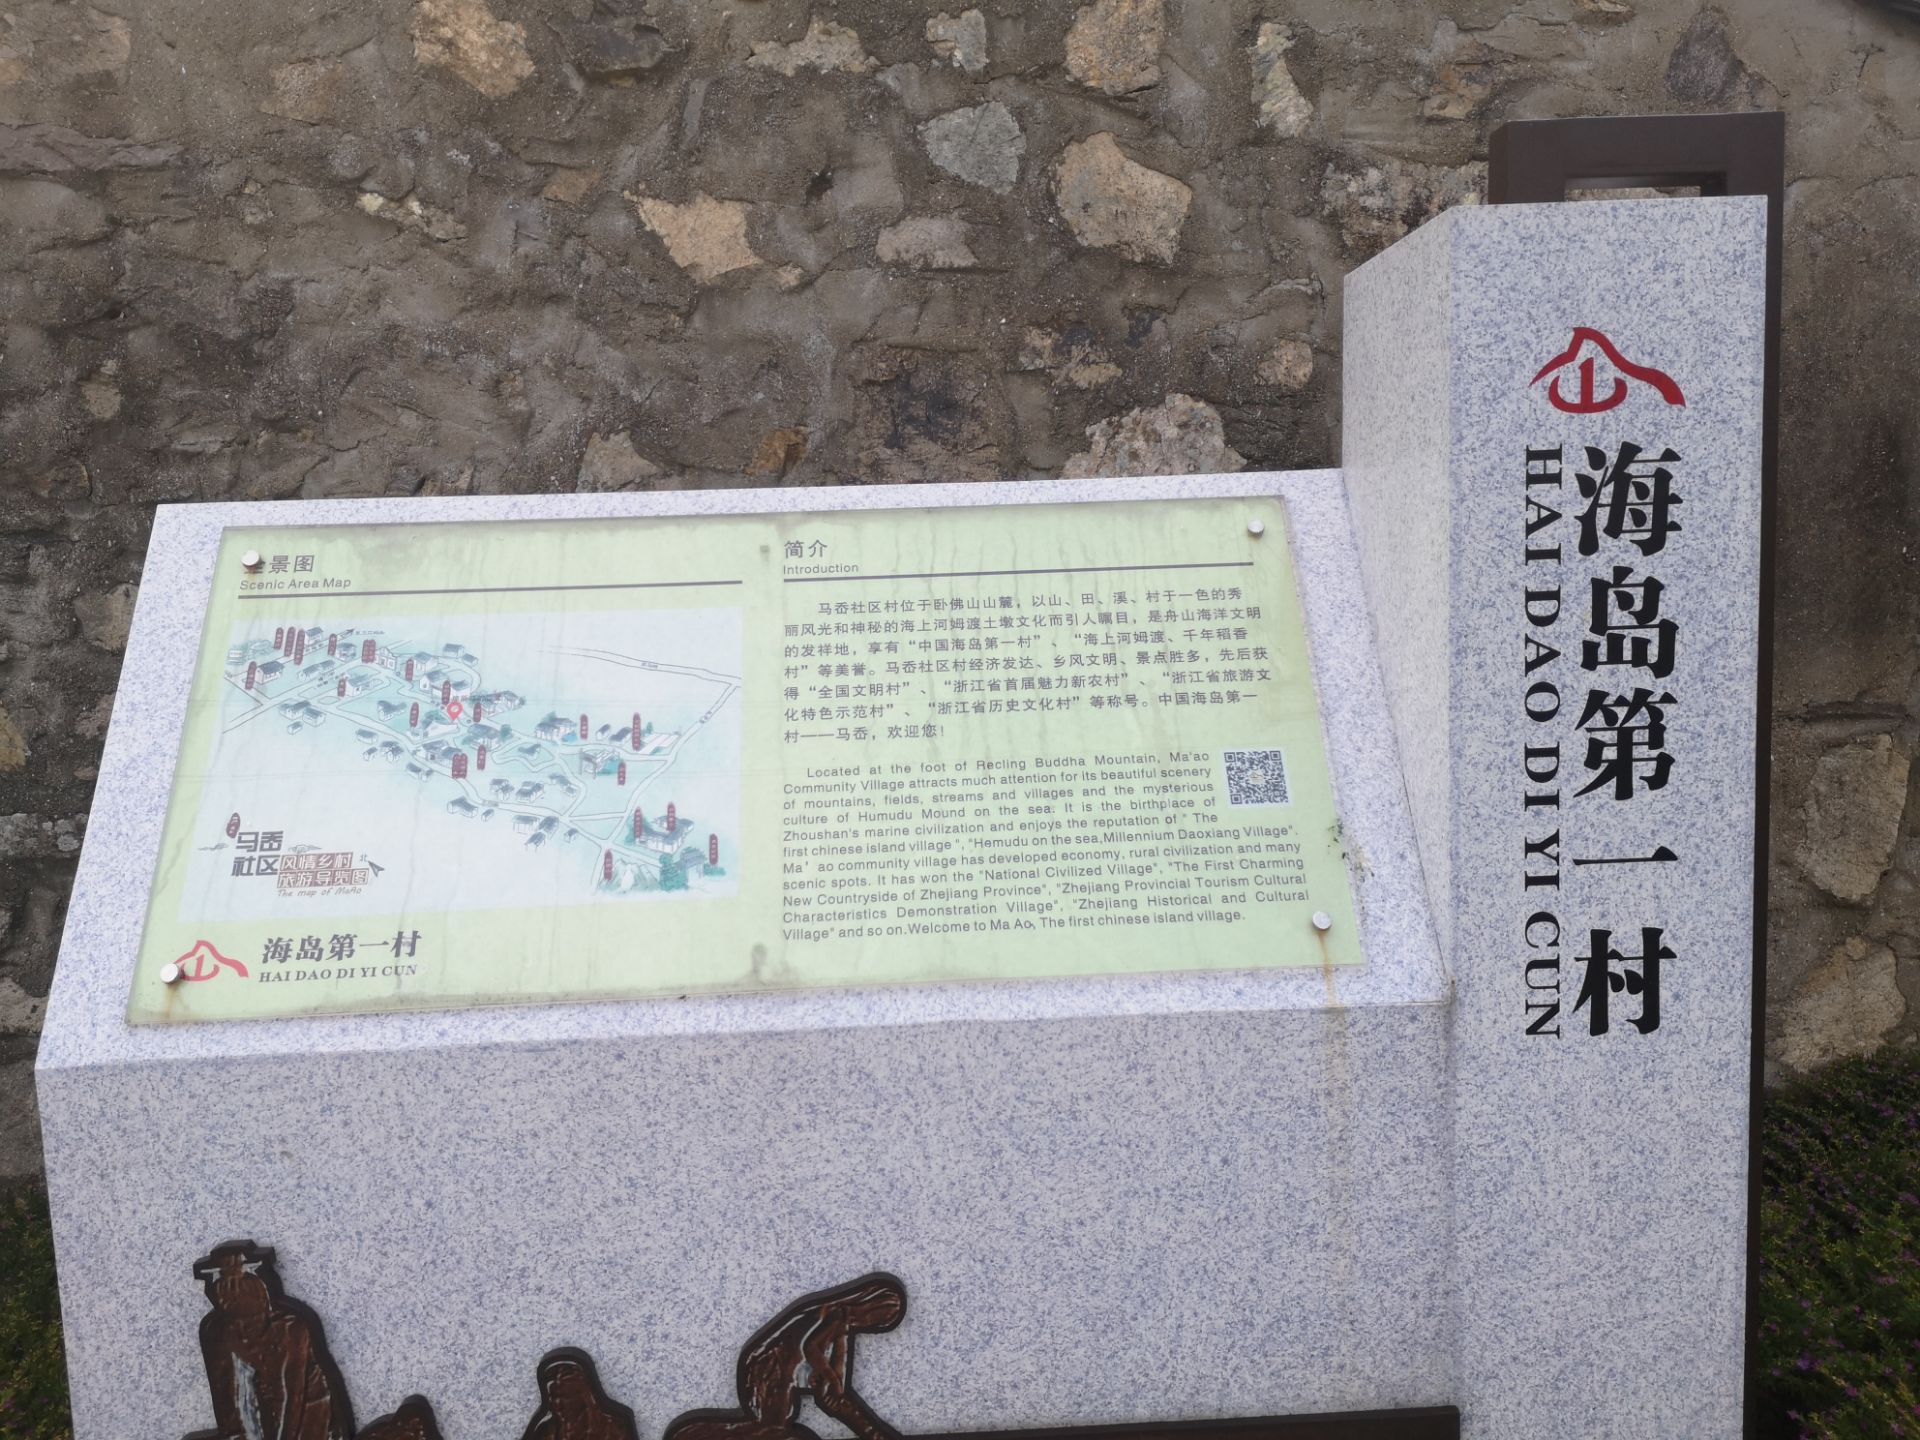 景图
Scenic Area Map
马岙
社区
风情乡村
旅游导览图
北
The map of MaAo
海岛第一村
HAI DAO DI YI CUN
简介
Introduction
马岙社区村位于卧佛山山麓，以山、田、溪、村于一色的秀
丽风光和神秘的海上河姆渡土墩文化而引人瞩目，是舟山海洋文明
的发祥地，享有“中国海岛第一村”、“海上河姆渡、千年稻香
村”等美誉。马岙社区村经济发达、乡风文明、景点胜多，先后获
得“全国文明村”、“浙江省首届魅力新农村”、“浙江省旅游文
化特色示范村”、“浙江省历史文化村”等称号。中国海岛第一
村——马岙，欢迎您！
Located at the foot of Recling Buddha Mountain, Ma'ao
Community Village attracts much attention for its beautiful scenery
of mountains, fields, streams and villages and the mysterious
culture of Humudu Mound on the sea. It is the birthplace of
Zhoushan's marine civilization and enjoys the reputation of " The
first chinese island village ", "Hemudu on the sea,Millennium Daoxiang Village".
Ma' ao community village has developed economy, rural civilization and many
scenic spots. It has won the "National Civilized Village", "The First Charming
New Countryside of Zhejiang Province", "Zhejiang Provincial Tourism Cultural
Characteristics Demonstration Village", "Zhejiang Historical and Cultural
Village" and so on.Welcome to Ma Ao, The first chinese island village.
海岛第一村
HAI DAO DI YI CUN